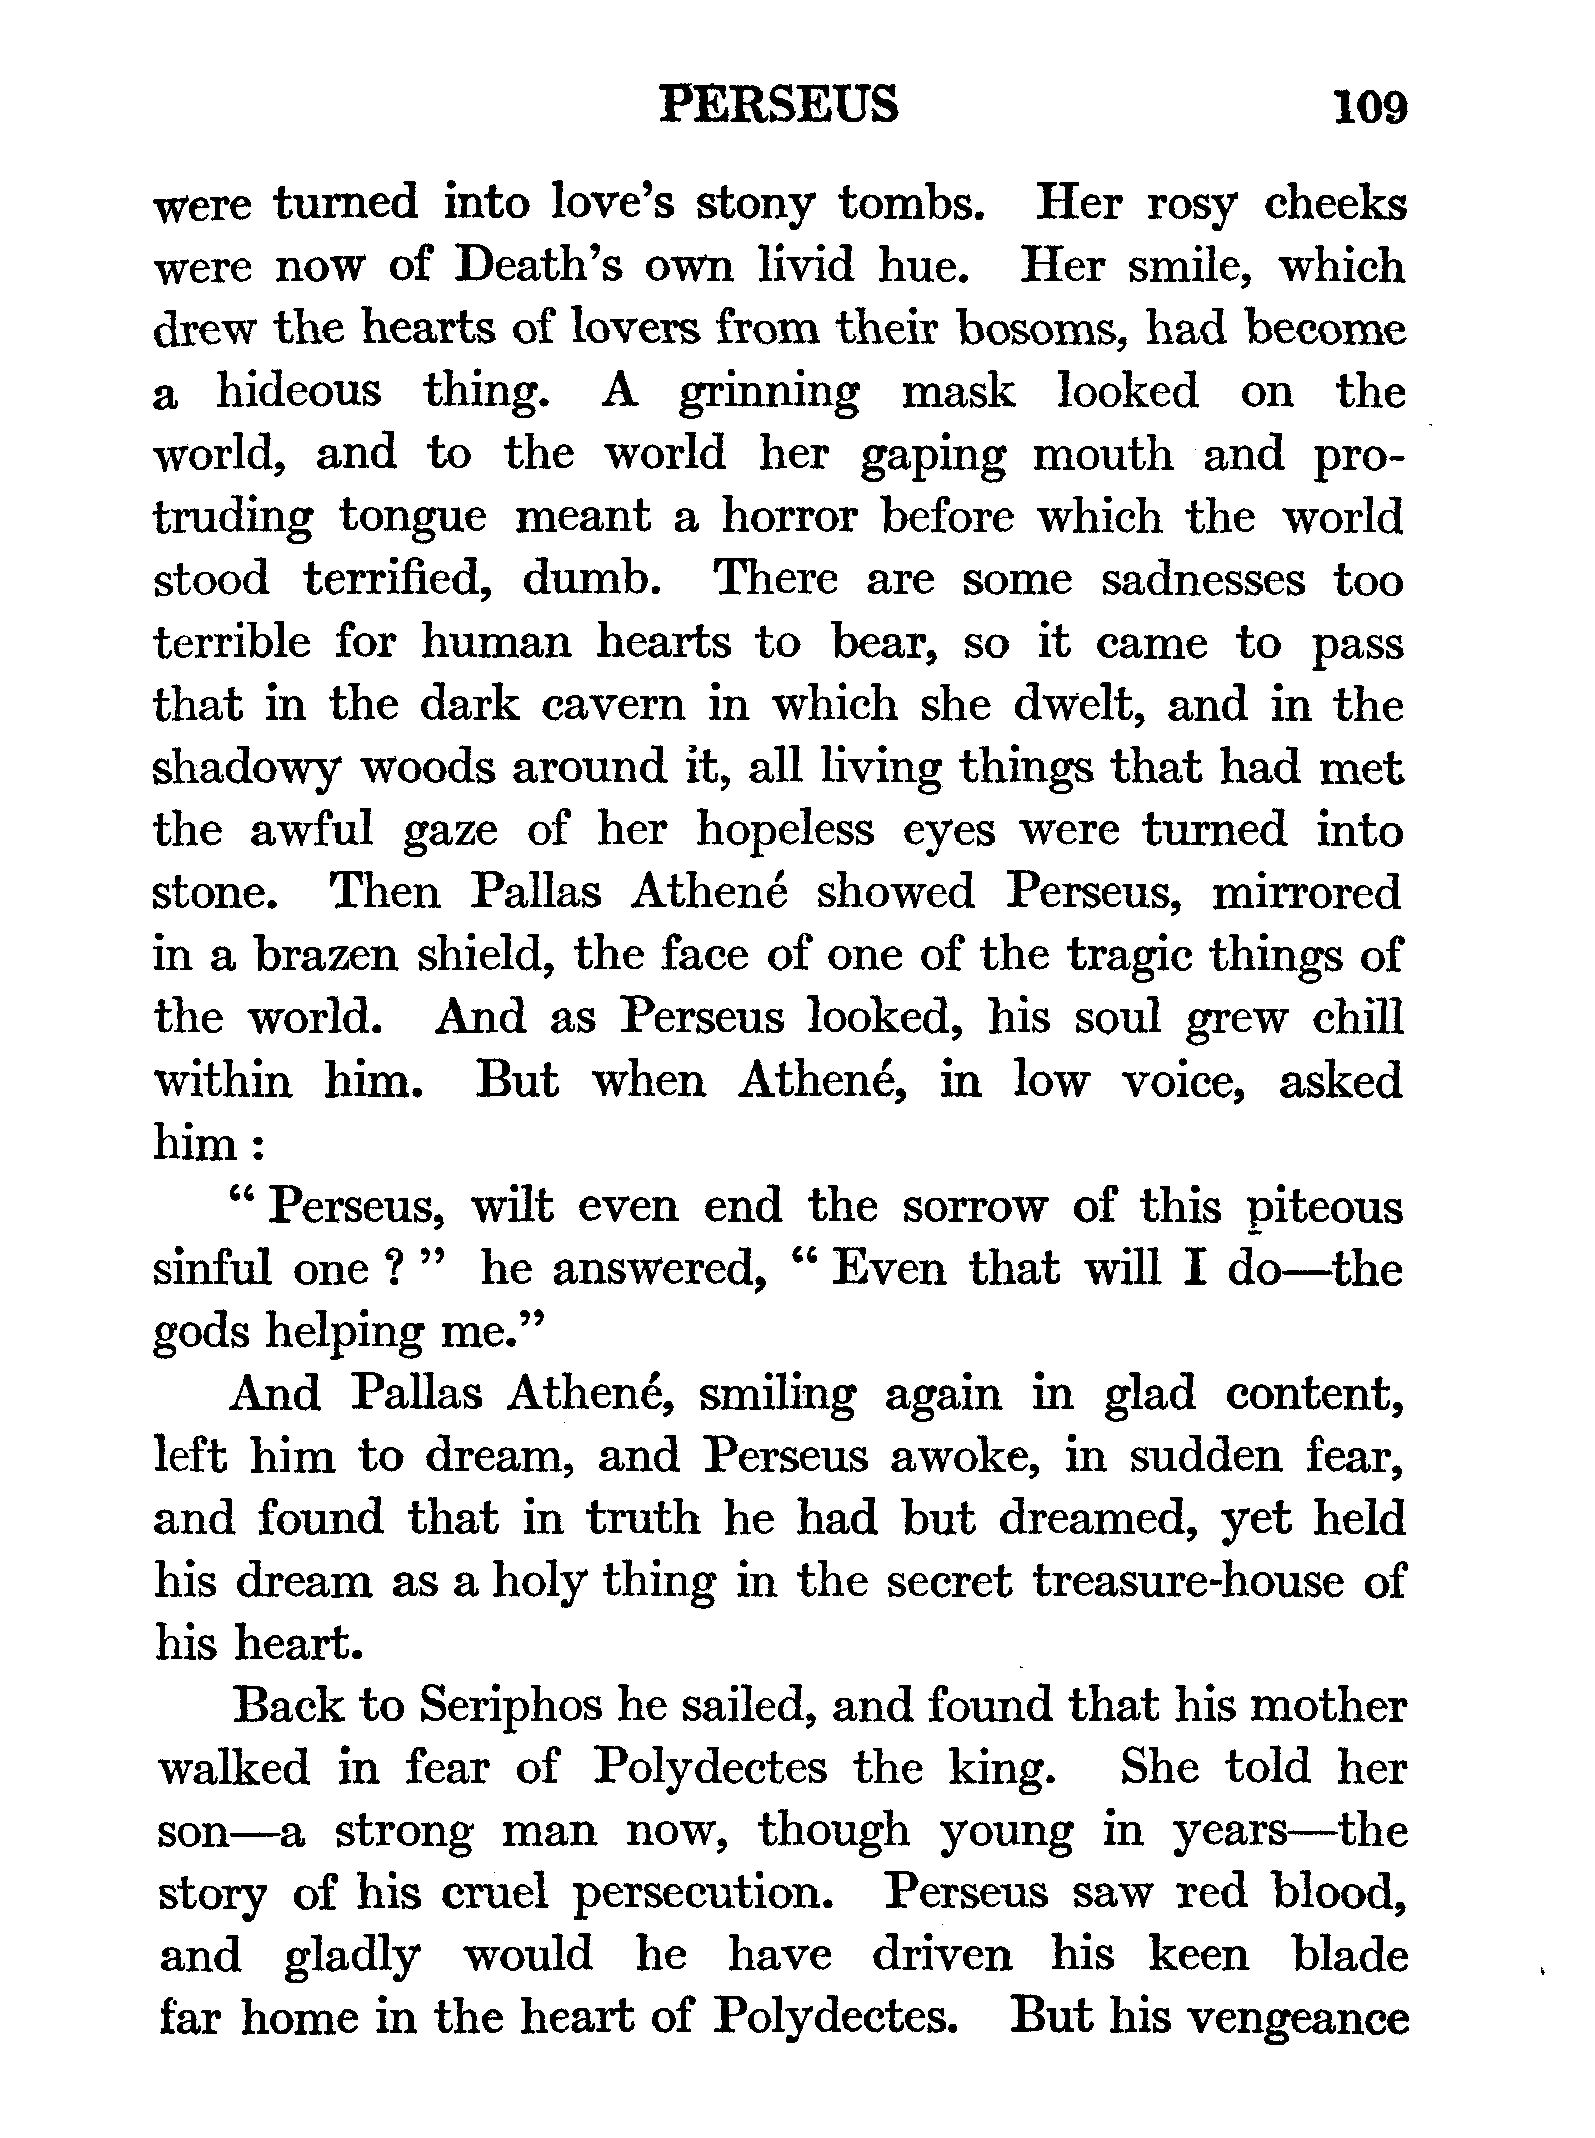 PERSEUS 109
were turned into love's stony tombs. Her rosy cheeks
were now of Death's own livid hue. Her smile, which
drew the hearts of lovers from their bosoms, had become
a hideous thing. A grinning mask looked on the
world, and to the world her gaping mouth and pro-
truding tongue meant a horror before which the world
stood terrified, dumb. There are some sadnesses too
terrible for human hearts to bear, so it came to pass
that in the dark cavern in which she dwelt, and in the
shadowy woods around it, all living things that had met
the awful gaze of her hopeless eyes were turned into
stone. Then Pallas Athené showed Perseus, mirrored
in a brazen shield, the face of one of the tragic things of
the world. And as Perseus looked, his soul grew chill
within him. But when Athené, in low voice, asked
him :
“ Perseus, wilt even end the sorrow of this piteous
sinful one ? ” he answered, “ Even that will I do—the
gods helping me.”
And Pallas Athené, smiling again in glad content,
left him to dream, and Perseus awoke, in sudden fear,
and found that in truth he had but dreamed, yet held
his dream as a holy thing in the secret treasure-house of
his heart.
Back to Seriphos he sailed, and found that his mother
walked in fear of Polydectes the king. She told her
son—a strong man now, though young in years—the
story of his cruel persecution. Perseus saw red blood,
and gladly would he have driven his keen blade
far home in the heart of Polydectes. But his vengeance